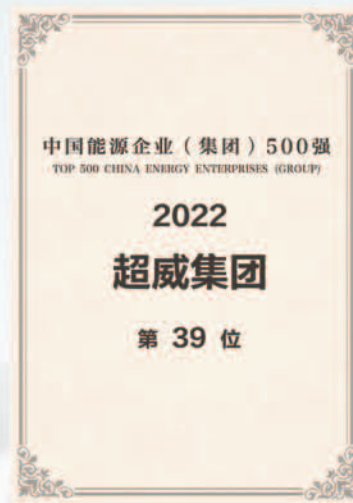 中国能源企业（集团）500强
TOP 500 CHINA ENERGY ENTERPRISES (GROUP)
2022
超威集团
第 39 位